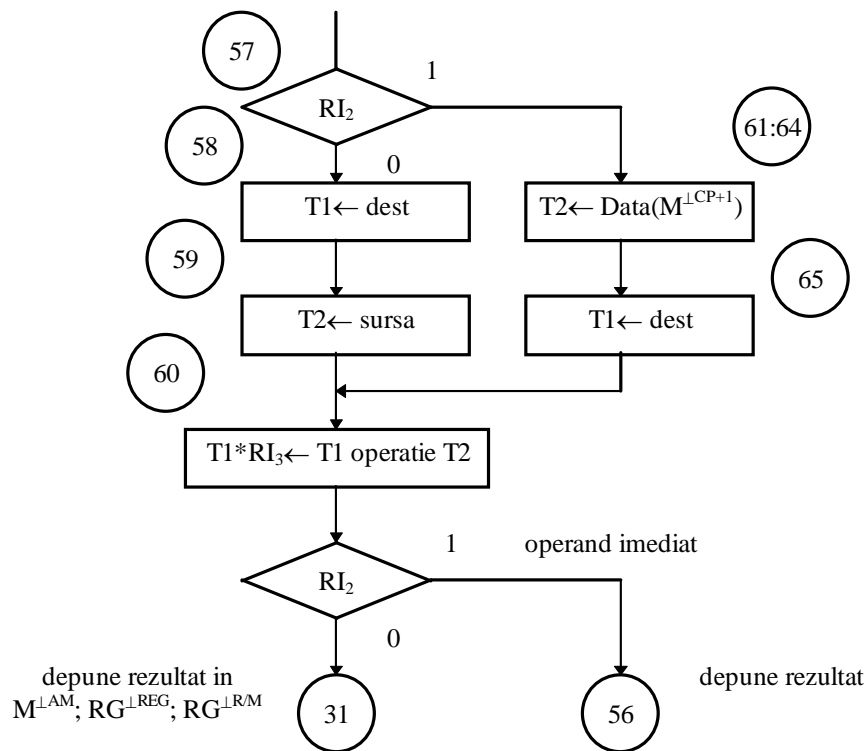 57
1
RI₂
61:64
58
0
T1← dest
T2← Data(M^⊥CP+1)
59
65
T2← sursa
T1← dest
60
T1*RI₃← T1 operatie T2
1
operand imediat
RI₂
0
depune rezultat in
M^⊥AM; RG^⊥REG; RG^⊥R/M
31
56
depune rezultat